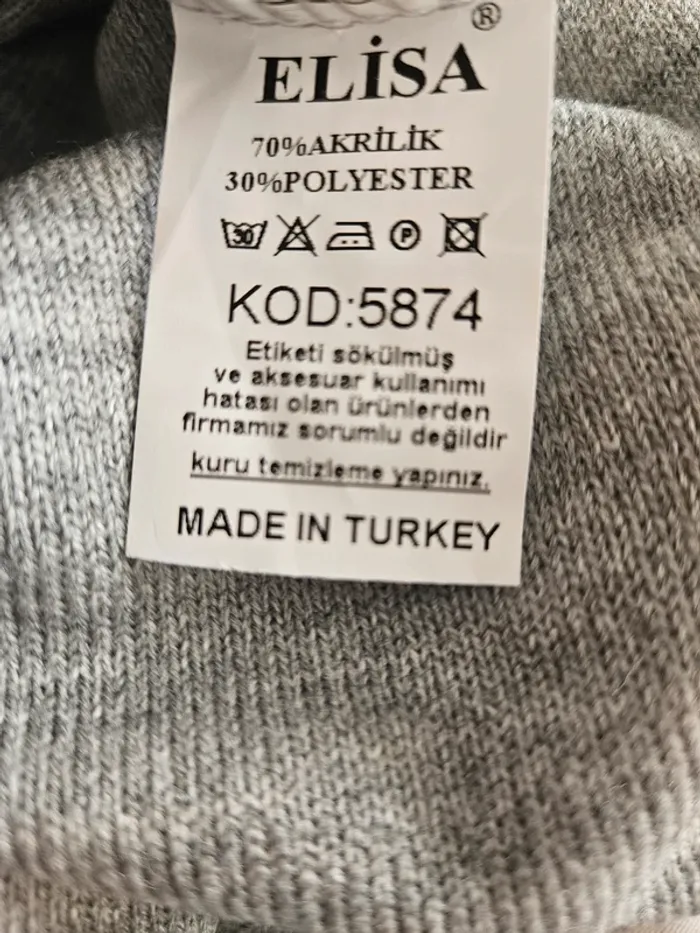 ®
ELİSA
70%AKRİLİK
30%POLYESTER
30 P
KOD:5874
Etiketi sökülmüş
ve aksesuar kullanımı
hatası olan ürünlerden
firmamız sorumlu değildir
kuru temizleme yapınız.
MADE IN TURKEY